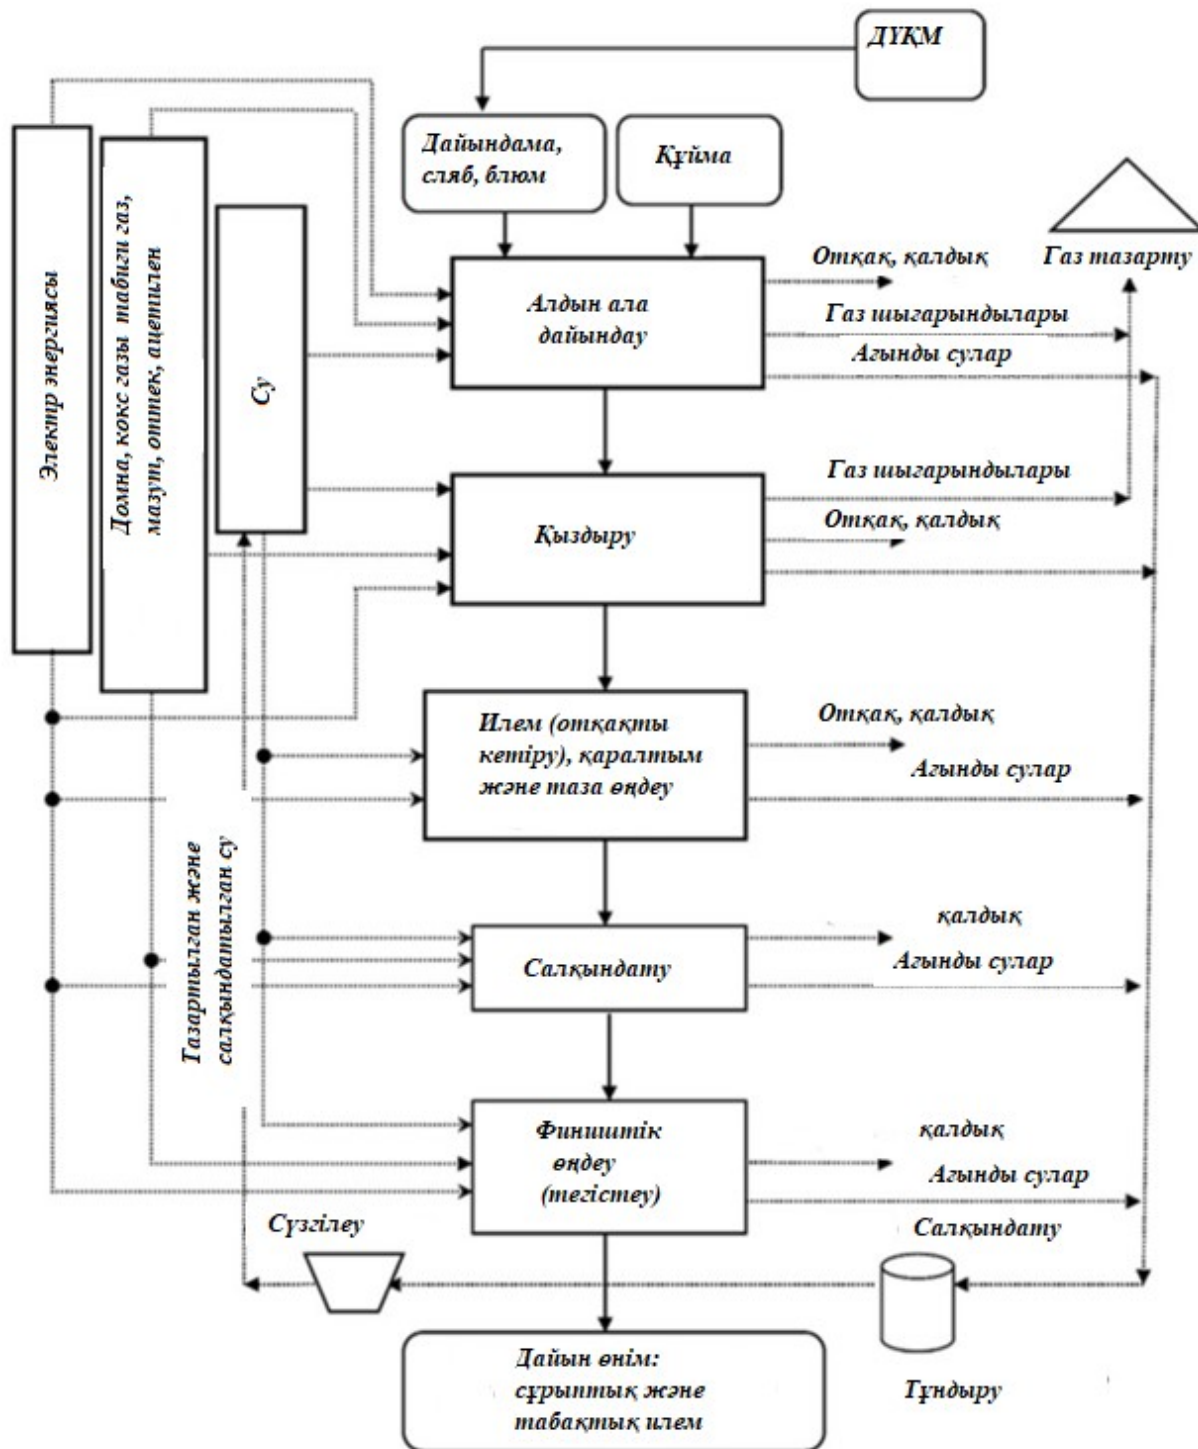 ДҮҚМ
Дайындама,
сляб, блюм
Құйма
Электр энергиясы
Домна, кокс газы табиғи газ,
мазут, оттек, ацетилен
Су
Алдын ала
дайындау
Отқақ, қалдық
Газ шығарындылары
Ағынды сулар
Газ тазарту
Қыздыру
Газ шығарындылары
Отқақ, қалдық
Илем (отқақты
кетіру), қаралтым
және таза өңдеу
Отқақ, қалдық
Ағынды сулар
Тазартылған және
салқындатылған су
Салқындату
қалдық
Ағынды сулар
Фиништік
өңдеу
(тегістеу)
қалдық
Ағынды сулар
Сүзгілеу
Салқындату
Тұндыру
Дайын өнім:
сұрыптық және
табақтық илем